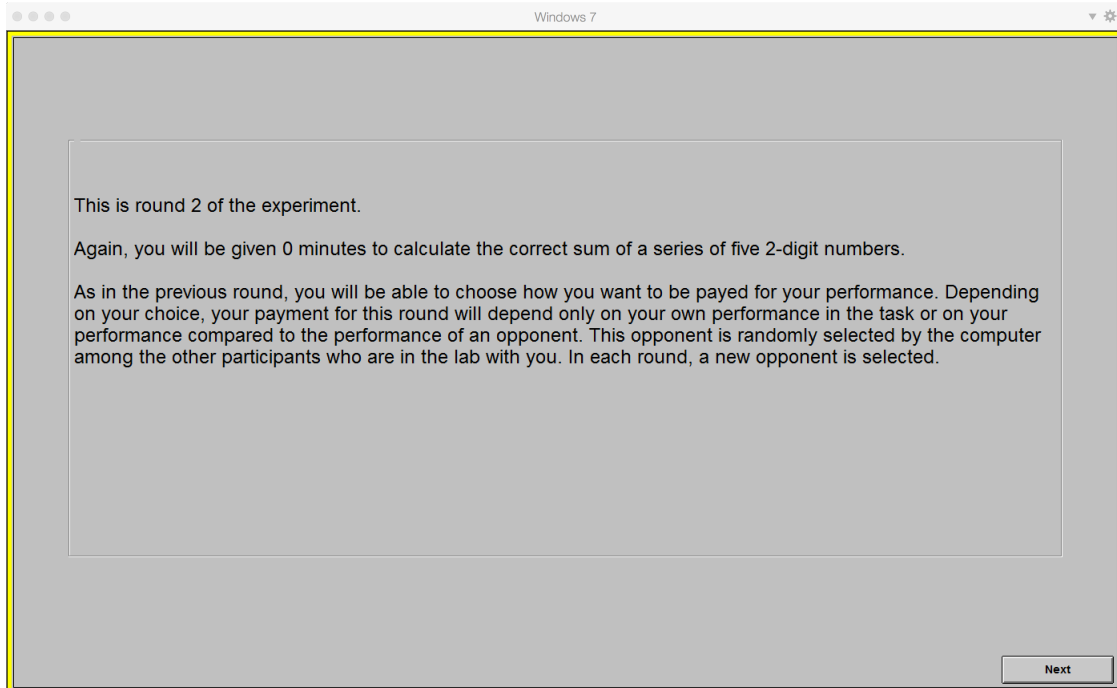 Windows 7
This is round 2 of the experiment.
Again, you will be given 0 minutes to calculate the correct sum of a series of five 2-digit numbers.
As in the previous round, you will be able to choose how you want to be payed for your performance. Depending
on your choice, your payment for this round will depend only on your own performance in the task or on your
performance compared to the performance of an opponent. This opponent is randomly selected by the computer
among the other participants who are in the lab with you. In each round, a new opponent is selected.
Next